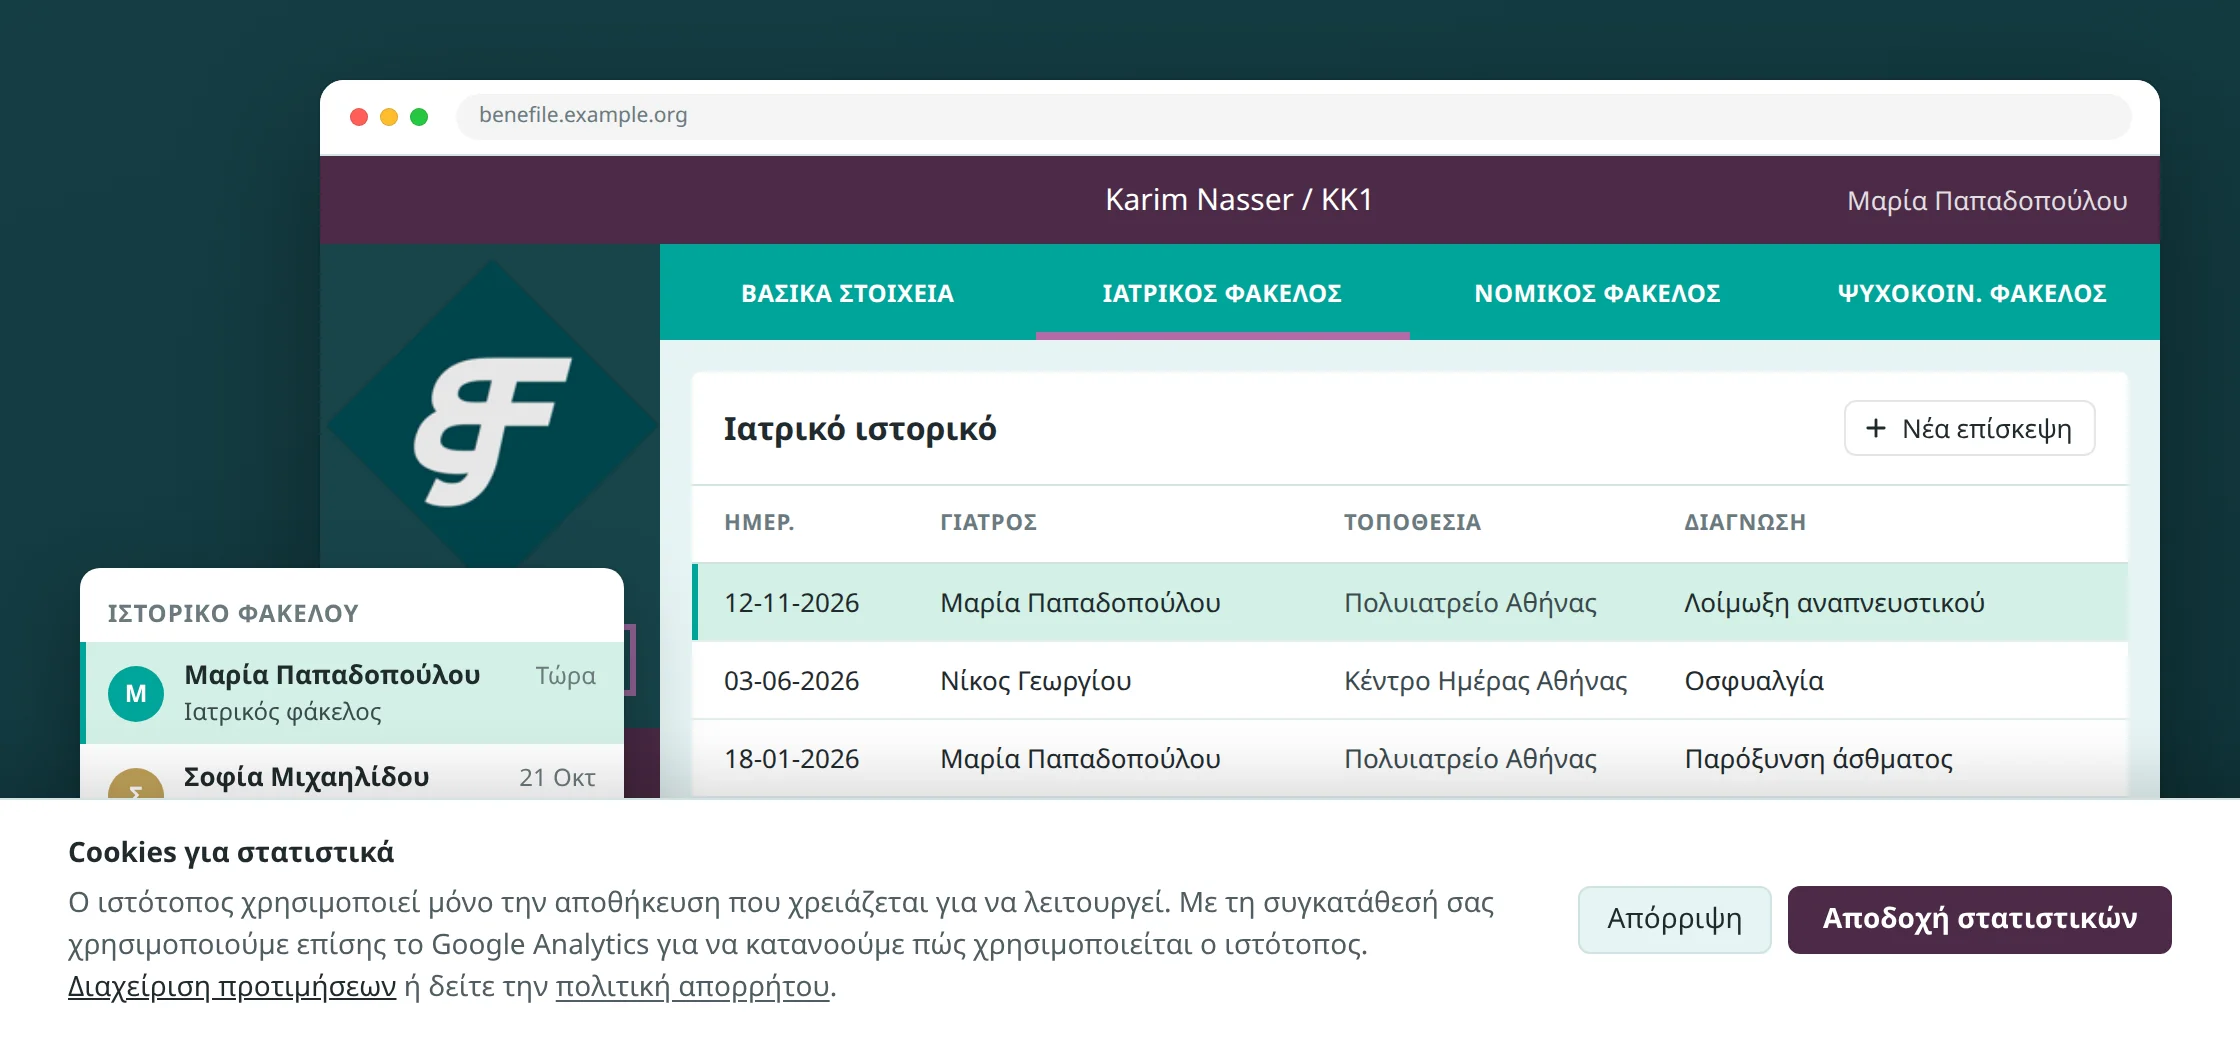 benefile.example.org
Karim Nasser / KK1
Μαρία Παπαδοπούλου
ΒΑΣΙΚΑ ΣΤΟΙΧΕΙΑ
ΙΑΤΡΙΚΟΣ ΦΑΚΕΛΟΣ
ΝΟΜΙΚΟΣ ΦΑΚΕΛΟΣ
ΨΥΧΟΚΟΙΝ. ΦΑΚΕΛΟΣ
Ιατρικό ιστορικό
+ Νέα επίσκεψη
ΗΜΕΡ. ΓΙΑΤΡΟΣ ΤΟΠΟΘΕΣΙΑ ΔΙΑΓΝΩΣΗ
12-11-2026 Μαρία Παπαδοπούλου Πολυιατρείο Αθήνας Λοίμωξη αναπνευστικού
03-06-2026 Νίκος Γεωργίου Κέντρο Ημέρας Αθήνας Οσφυαλγία
18-01-2026 Μαρία Παπαδοπούλου Πολυιατρείο Αθήνας Παρόξυνση άσθματος
ΙΣΤΟΡΙΚΟ ΦΑΚΕΛΟΥ
Μ
Μαρία Παπαδοπούλου Τώρα
Ιατρικός φάκελος
Σ
Σοφία Μιχαηλίδου 21 Οκτ
Cookies για στατιστικά
Ο ιστότοπος χρησιμοποιεί μόνο την αποθήκευση που χρειάζεται για να λειτουργεί. Με τη συγκατάθεσή σας
χρησιμοποιούμε επίσης το Google Analytics για να κατανοούμε πώς χρησιμοποιείται ο ιστότοπος.
Διαχείριση προτιμήσεων ή δείτε την πολιτική απορρήτου.
Απόρριψη
Αποδοχή στατιστικών